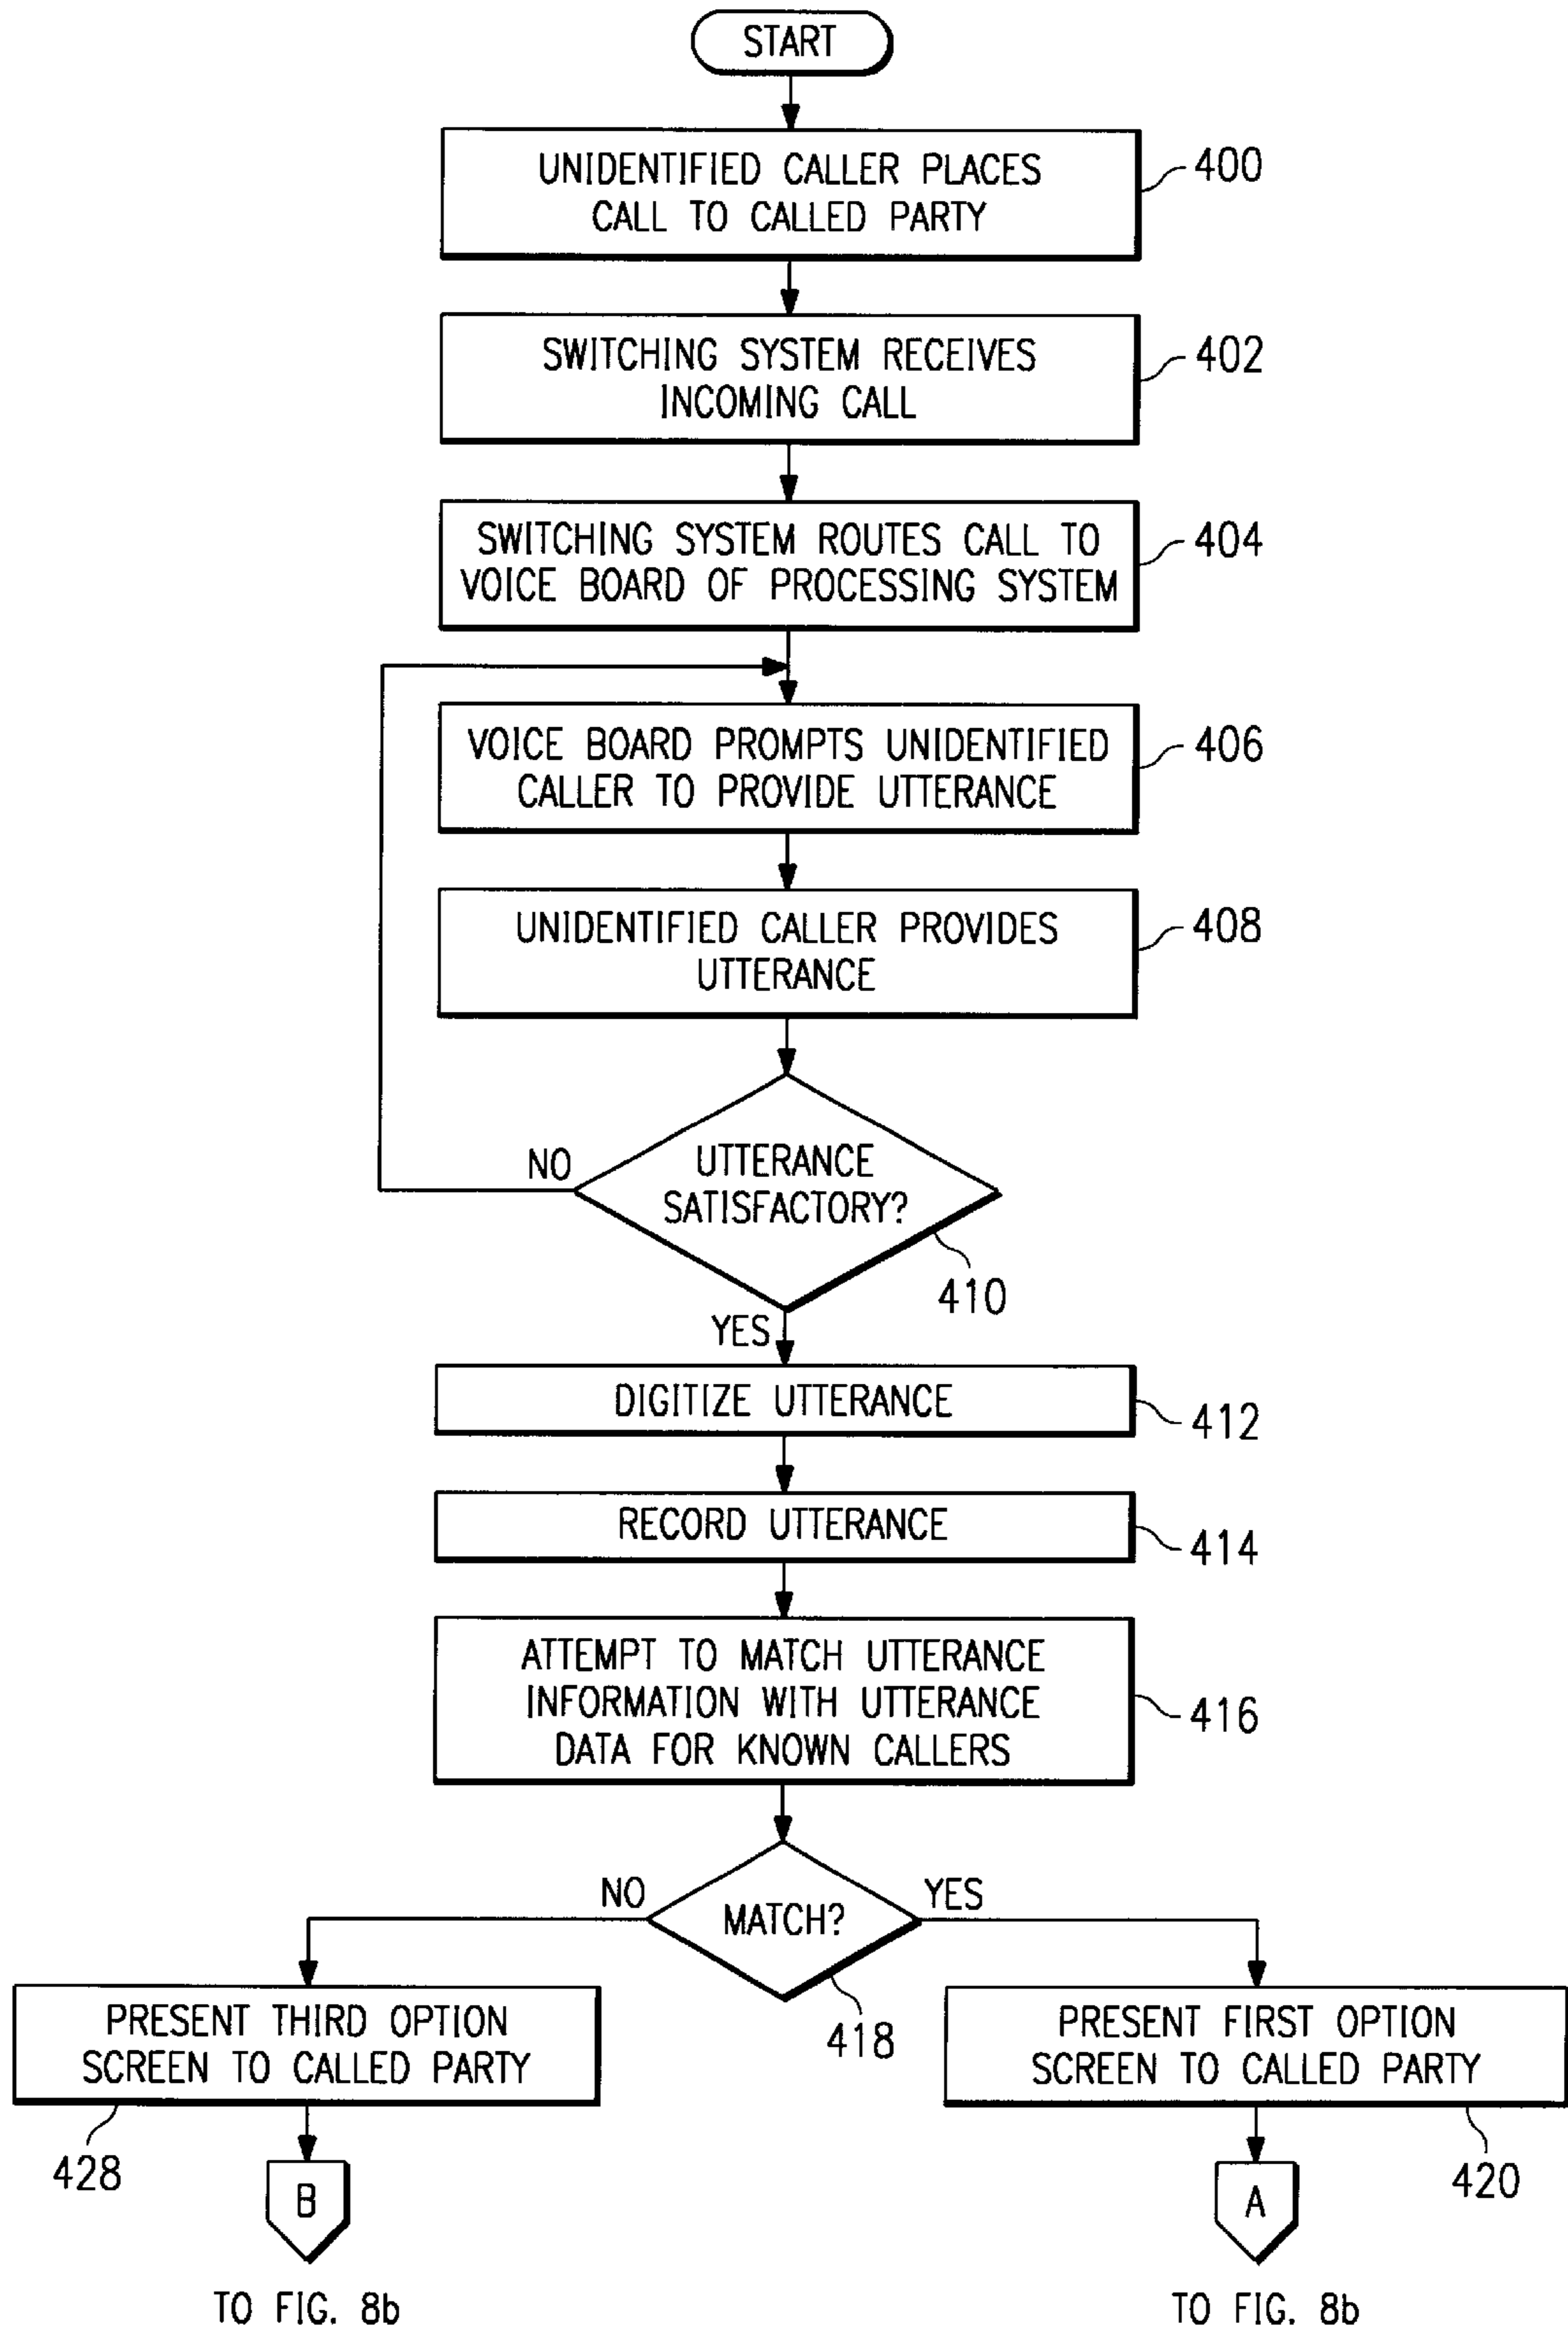 START
UNIDENTIFIED CALLER PLACES
CALL TO CALLED PARTY
400
SWITCHING SYSTEM RECEIVES
INCOMING CALL
402
SWITCHING SYSTEM ROUTES CALL TO
VOICE BOARD OF PROCESSING SYSTEM
404
VOICE BOARD PROMPTS UNIDENTIFIED
CALLER TO PROVIDE UTTERANCE
406
UNIDENTIFIED CALLER PROVIDES
UTTERANCE
408
NO
UTTERANCE
SATISFACTORY?
410
YES
DIGITIZE UTTERANCE
412
RECORD UTTERANCE
414
ATTEMPT TO MATCH UTTERANCE
INFORMATION WITH UTTERANCE
DATA FOR KNOWN CALLERS
416
NO
MATCH?
YES
418
PRESENT THIRD OPTION
SCREEN TO CALLED PARTY
428
PRESENT FIRST OPTION
SCREEN TO CALLED PARTY
420
B
A
TO FIG. 8b
TO FIG. 8b